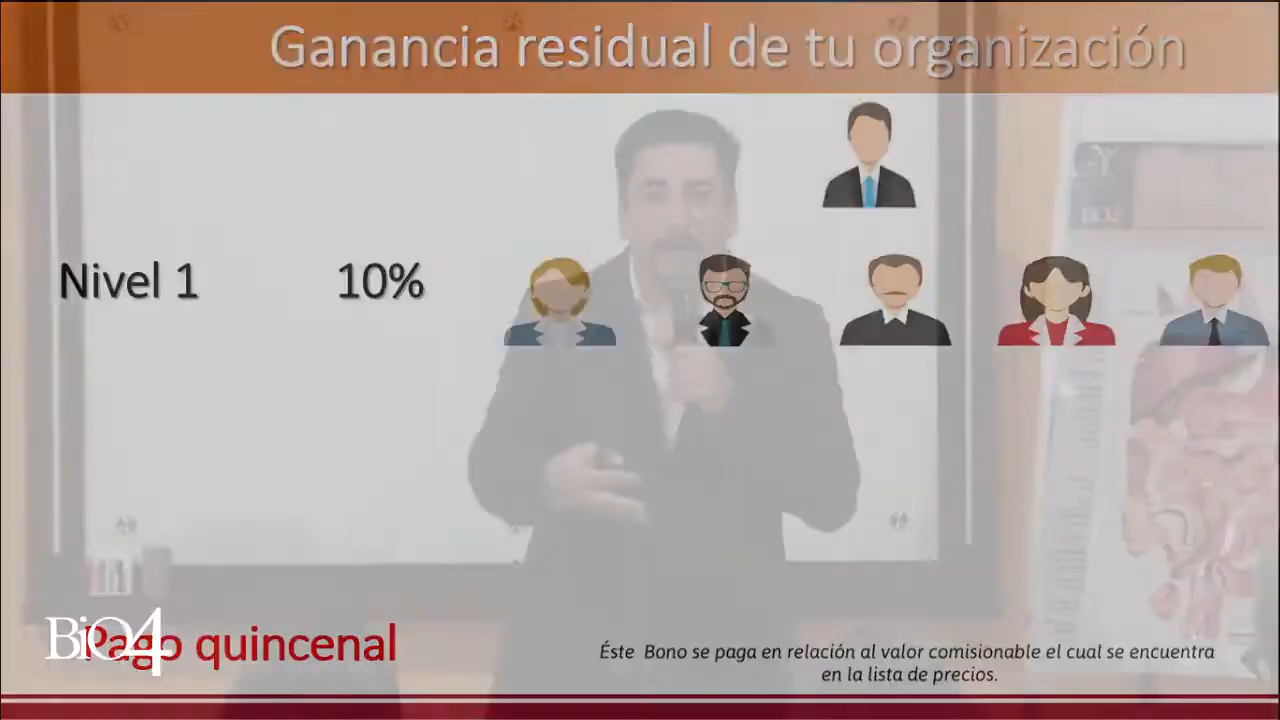 Ganancia residual de tu organización
Nivel 1 10%
BiO4
Pago quincenal
Éste Bono se paga en relación al valor comisionable el cual se encuentra
en la lista de precios.